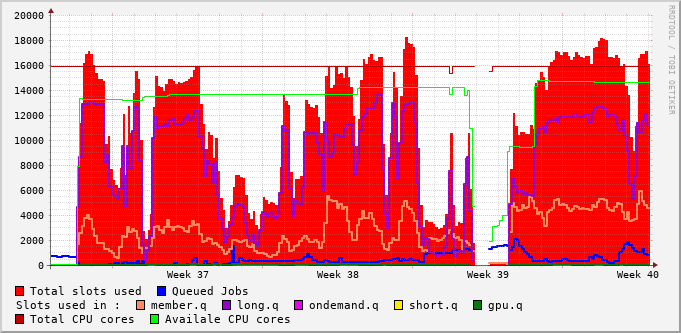 20000
18000
16000
14000
12000
10000
8000
6000
4000
2000
0
Week 37 Week 38 Week 39 Week 40
RRDTOOL / TOBI OETIKER
Total slots used Queued Jobs
Slots used in : member.q long.q ondemand.q short.q gpu.q
Total CPU cores Availale CPU cores